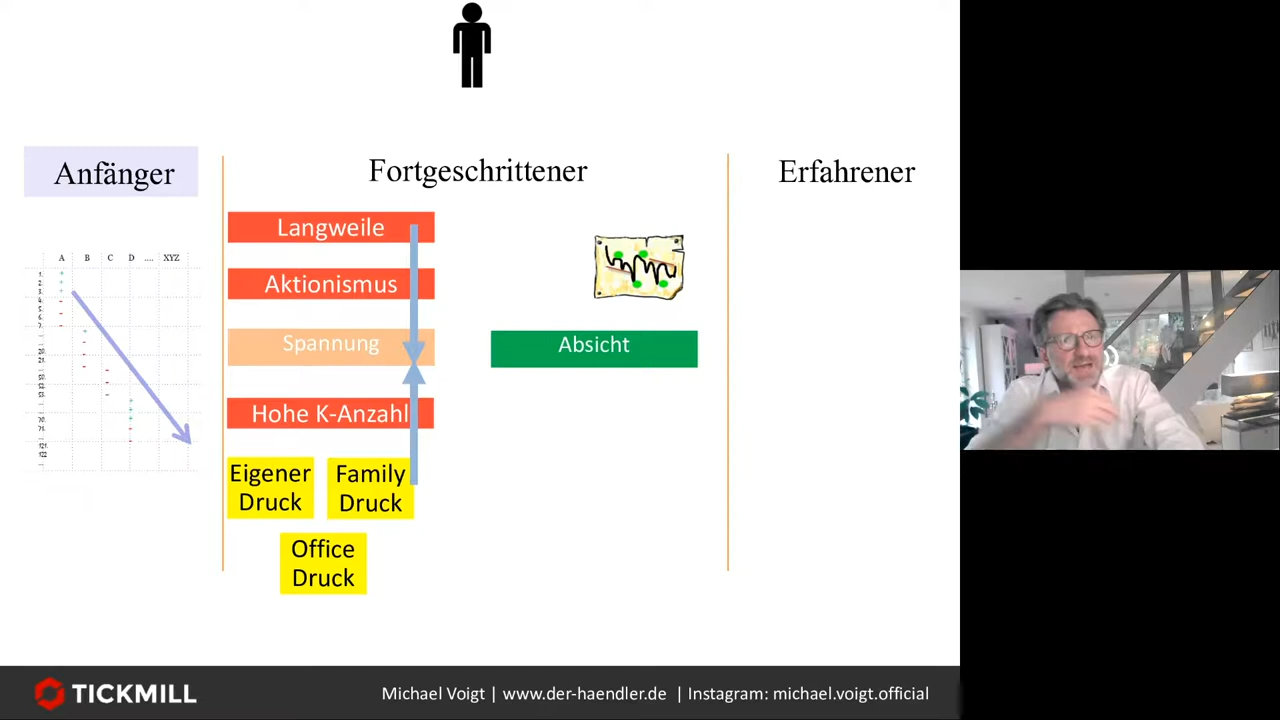 Anfänger
Fortgeschrittener
Erfahrener
A B C D .... XYZ
Langweile
Aktionismus
Spannung
Absicht
Hohe K-Anzahl
Eigener
Druck
Family
Druck
Office
Druck
TICKMILL
Michael Voigt | www.der-haendler.de | Instagram: michael.voigt.official